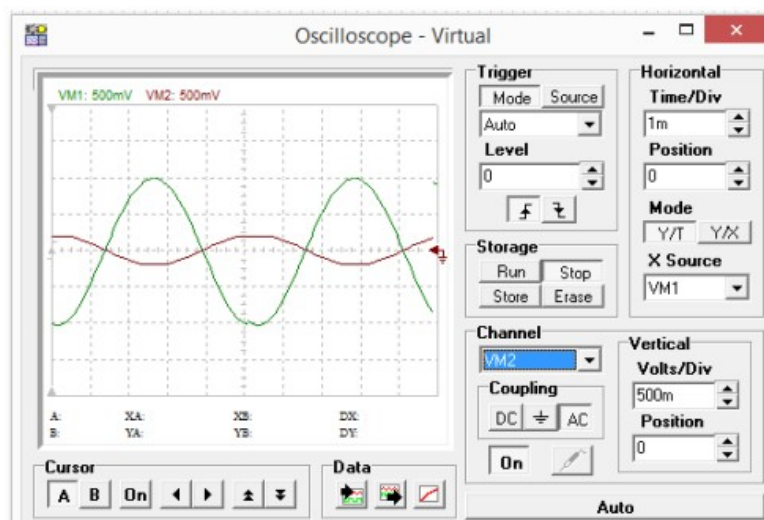 Oscilloscope - Virtual
VM1: 500mV VM2: 500mV
A: XA: XB: DX:
B: YA: YB: DY:
Trigger
Mode Source
Auto
Level
0
Storage
Run Stop
Store Erase
Horizontal
Time/Div
1m
Position
0
Mode
Y/T Y/X
X Source
VM1
Channel
VM2
Coupling
DC AC
On
Vertical
Volts/Div
500m
Position
0
Cursor
A B On
Data
Auto